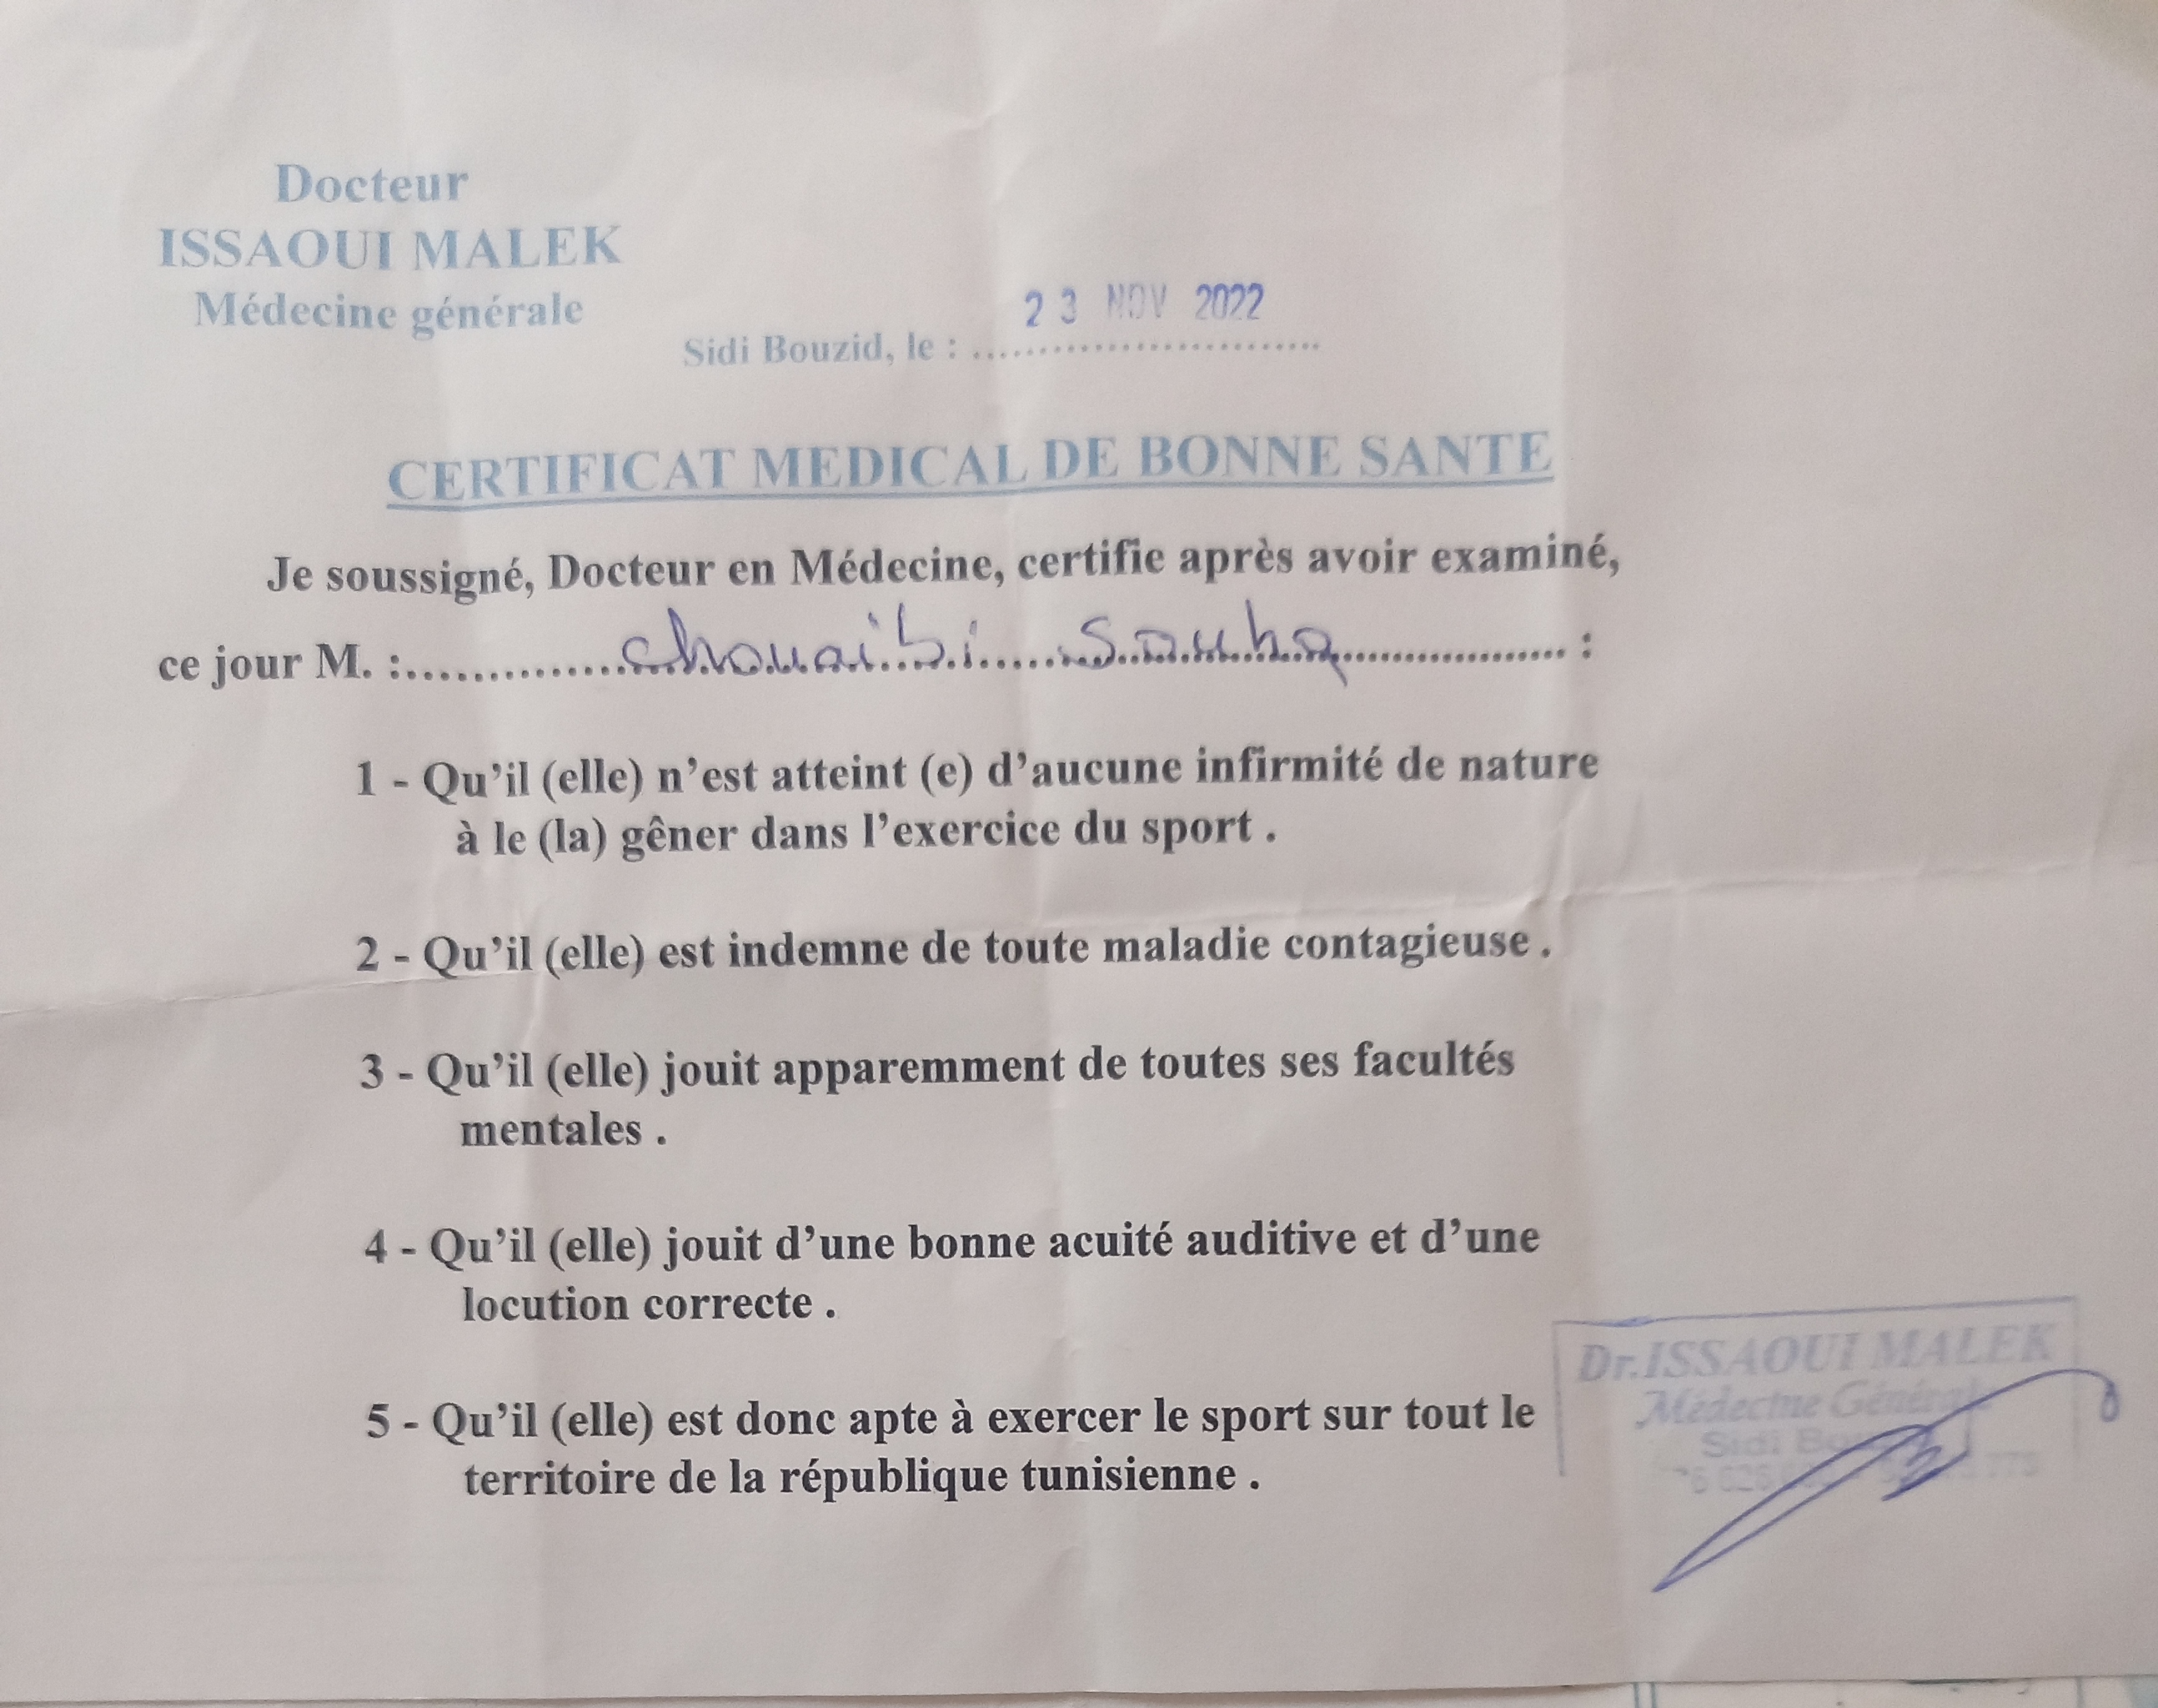 Docteur
ISSAOUI MALEK
Médecine générale
23 NOV 2022
Sidi Bouzid, le : ............................
CERTIFICAT MEDICAL DE BONNE SANTE
Je soussigné, Docteur en Médecine, certifie après avoir examiné,
ce jour M. :.............chouaibi.....................:
1 - Qu'il (elle) n'est atteint (e) d'aucune infirmité de nature
à le (la) gêner dans l'exercice du sport .
2 - Qu'il (elle) est indemne de toute maladie contagieuse .
3 - Qu'il (elle) jouit apparemment de toutes ses facultés
mentales .
4 - Qu'il (elle) jouit d'une bonne acuité auditive et d'une
locution correcte .
5 - Qu'il (elle) est donc apte à exercer le sport sur tout le
territoire de la république tunisienne .
Dr.ISSAOUI MALEK
Médecine
Sidi